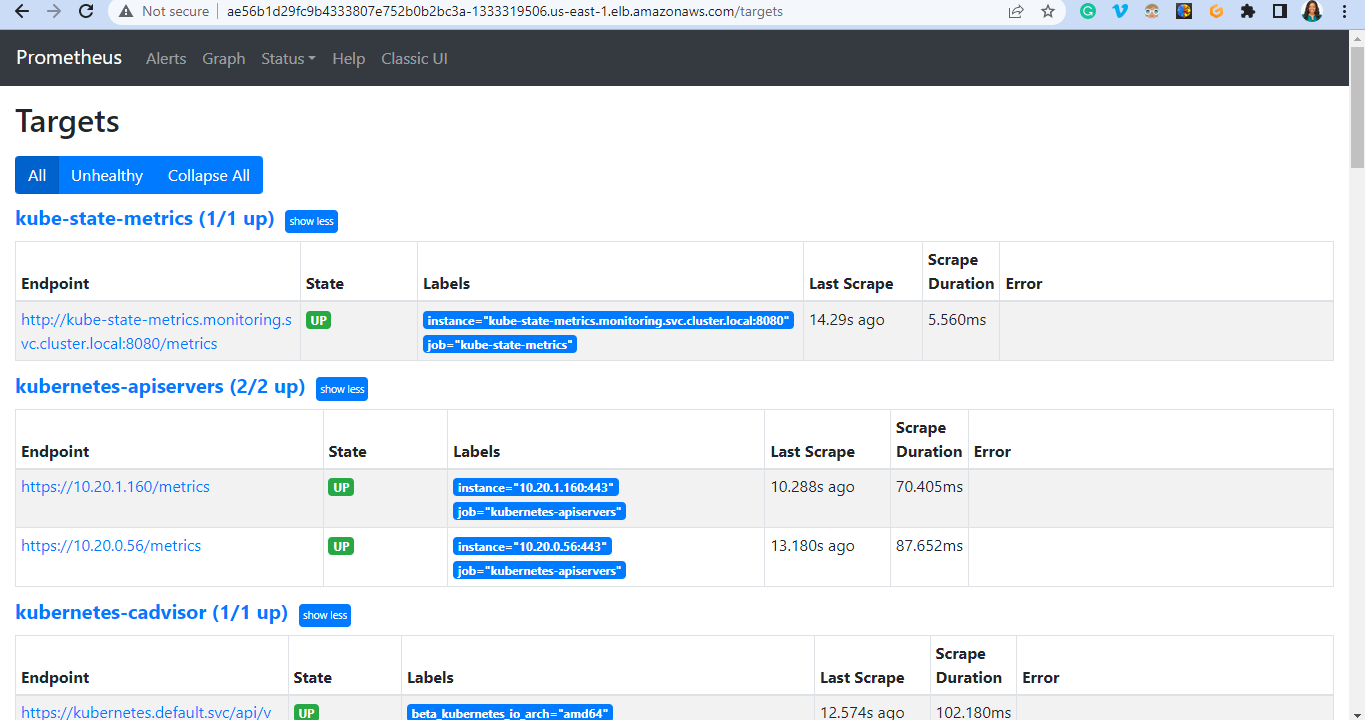 Not secure
ae56b1d29fc9b4333807e752b0b2bc3a-1333319506.us-east-1.elb.amazonaws.com/targets
Prometheus Alerts Graph Status Help Classic UI
Targets
All Unhealthy Collapse All
kube-state-metrics (1/1 up) show less
Endpoint State Labels Last Scrape Scrape Duration Error
http://kube-state-metrics.monitoring.s
vc.cluster.local:8080/metrics
UP
instance="kube-state-metrics.monitoring.svc.cluster.local:8080"
job="kube-state-metrics"
14.29s ago
5.560ms
kubernetes-apiservers (2/2 up) show less
Endpoint State Labels Last Scrape Scrape Duration Error
https://10.20.1.160/metrics
UP
instance="10.20.1.160:443"
job="kubernetes-apiservers"
10.288s ago
70.405ms
https://10.20.0.56/metrics
UP
instance="10.20.0.56:443"
job="kubernetes-apiservers"
13.180s ago
87.652ms
kubernetes-cadvisor (1/1 up) show less
Endpoint State Labels Last Scrape Scrape Duration Error
https://kubernetes.default.svc/api/v
UP
beta_kubernetes_io_arch="amd64"
12.574s ago
102.180ms